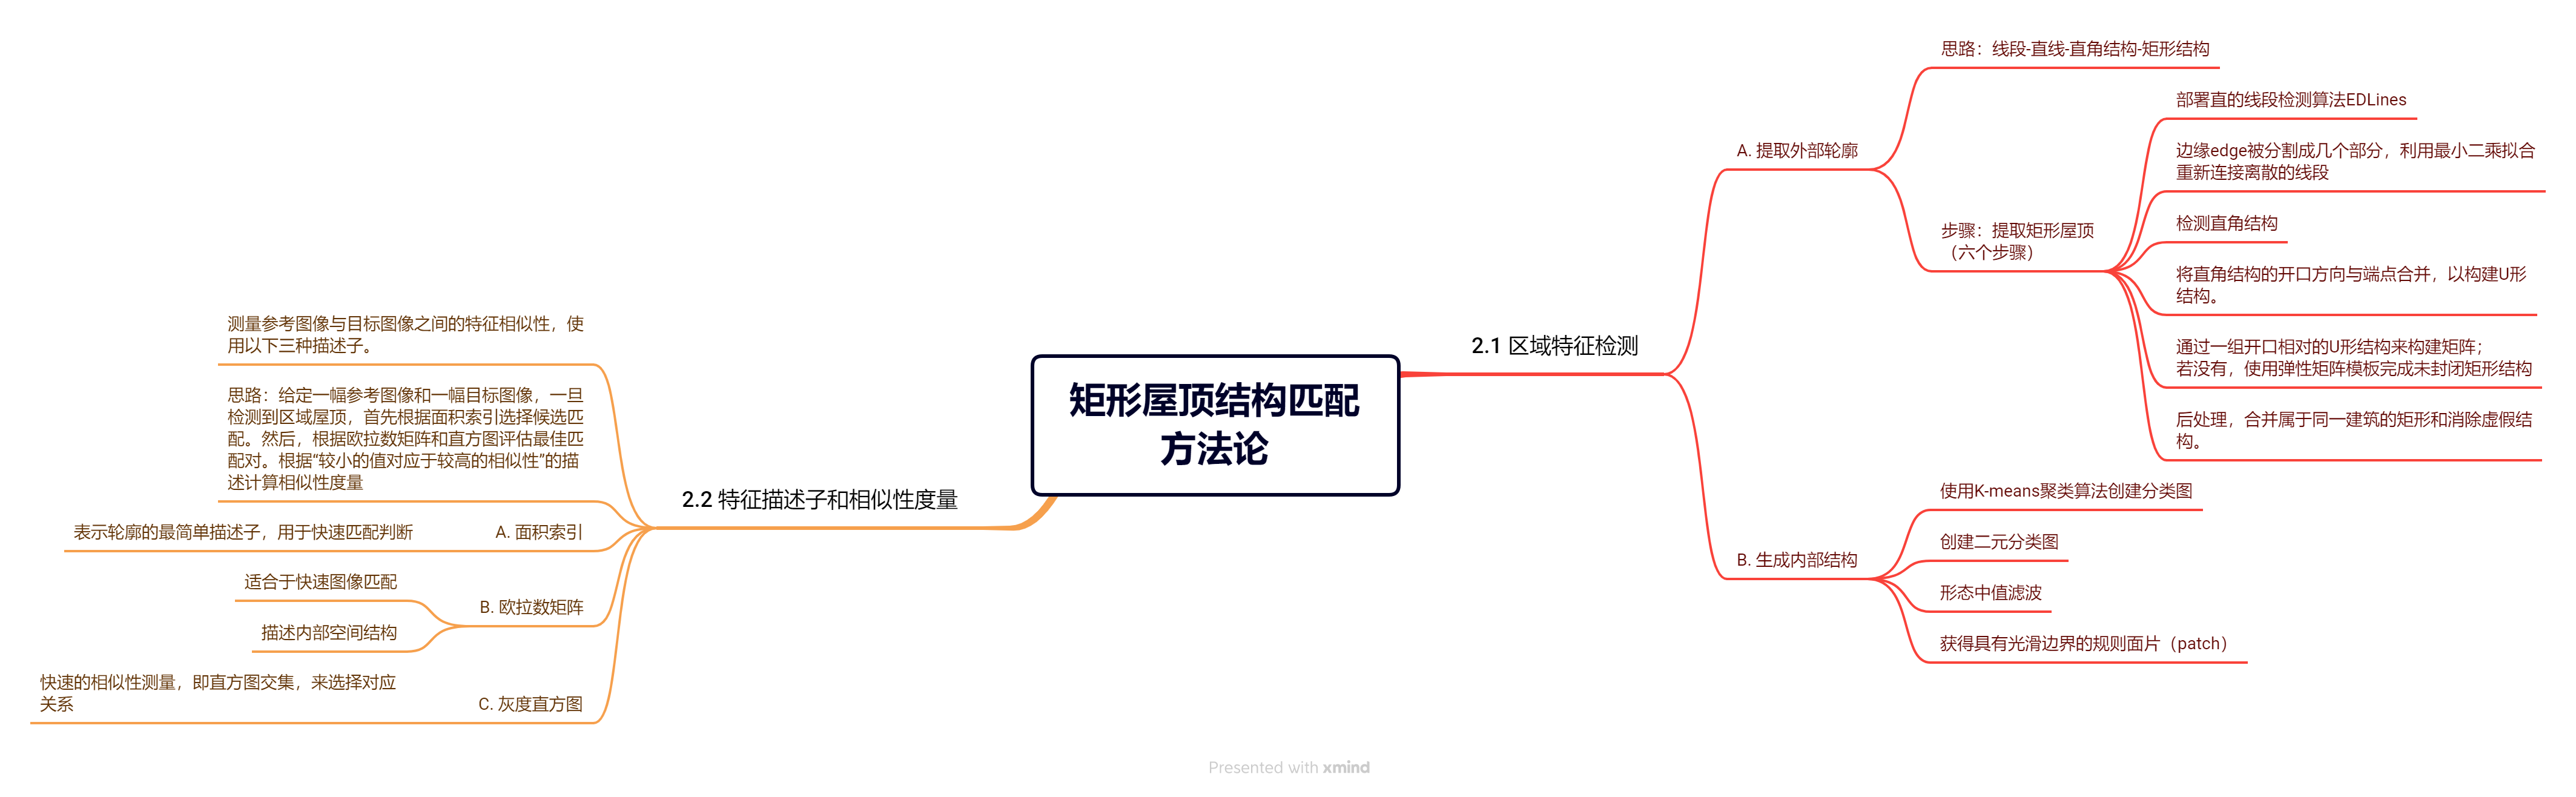 矩形屋顶结构匹配
方法论
2.1 区域特征检测
A. 提取外部轮廓
思路：线段-直线-直角结构-矩形结构
步骤：提取矩形屋顶
（六个步骤）
部署直的线段检测算法EDLines
边缘edge被分割成几个部分，利用最小二乘拟合
重新连接离散的线段
检测直角结构
将直角结构的开口方向与端点合并，以构建U形
结构。
通过一组开口相对的U形结构来构建矩阵；
若没有，使用弹性矩阵模板完成未封闭矩形结构
后处理，合并属于同一建筑的矩形和消除虚假结
构。
B. 生成内部结构
使用K-means聚类算法创建分类图
创建二元分类图
形态中值滤波
获得具有光滑边界的规则面片（patch）
2.2 特征描述子和相似性度量
测量参考图像与目标图像之间的特征相似性，使
用以下三种描述子。
思路：给定一幅参考图像和一幅目标图像，一旦
检测到区域屋顶，首先根据面积索引选择候选匹
配。然后，根据欧拉数矩阵和直方图评估最佳匹
配对。根据“较小的值对应于较高的相似性”的描
述计算相似性度量
A. 面积索引
表示轮廓的最简单描述子，用于快速匹配判断
B. 欧拉数矩阵
适合于快速图像匹配
描述内部空间结构
C. 灰度直方图
快速的相似性测量，即直方图交集，来选择对应
关系
Presented with xmind